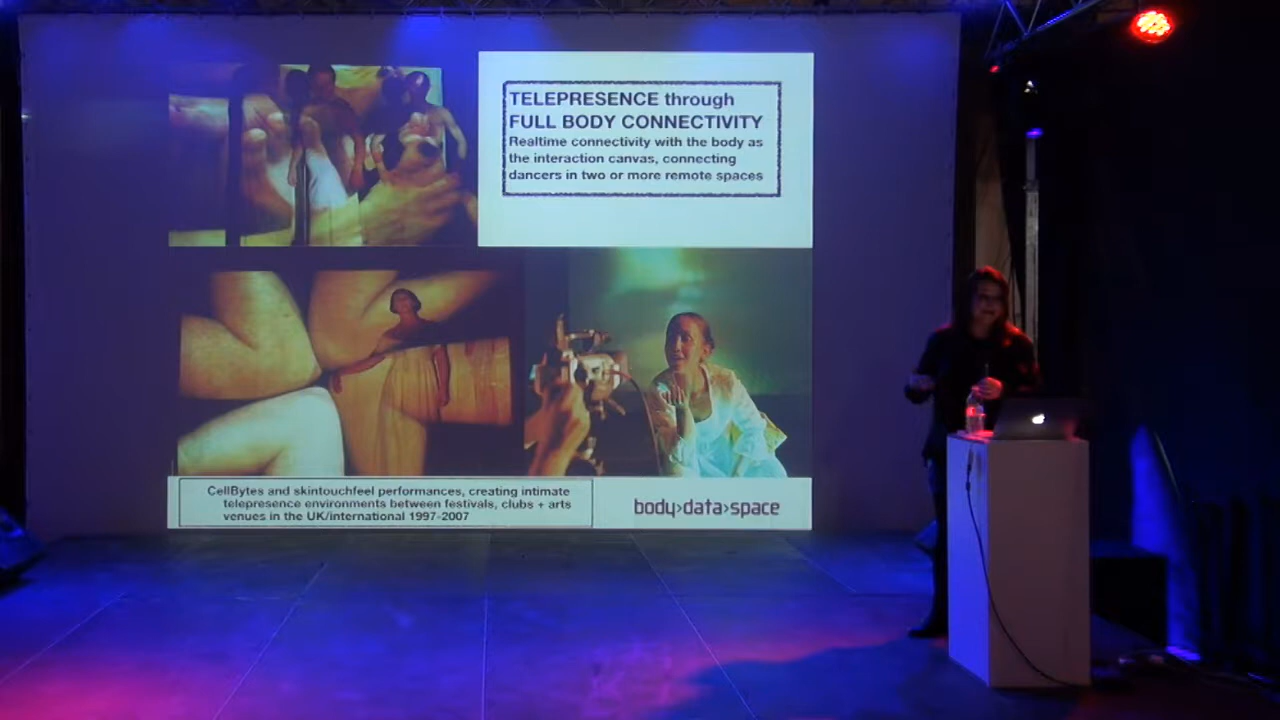 TELEPRESENCE through
FULL BODY CONNECTIVITY
Realtime connectivity with the body as
the interaction canvas, connecting
dancers in two or more remote spaces
CellBytes and skintouchfeel performances, creating intimate
telepresence environments between festivals, clubs + arts
venues in the UK/international 1997-2007
body>data>space